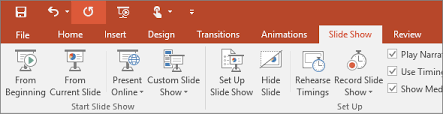 File Home Insert Design Transitions Animations Slide Show Review
From Beginning
From Current Slide
Present Online
Custom Slide Show
Set Up Slide Show
Hide Slide
Rehearse Timings
Record Slide Show
Play Narra
Use Timing
Show Med
Start Slide Show
Set Up